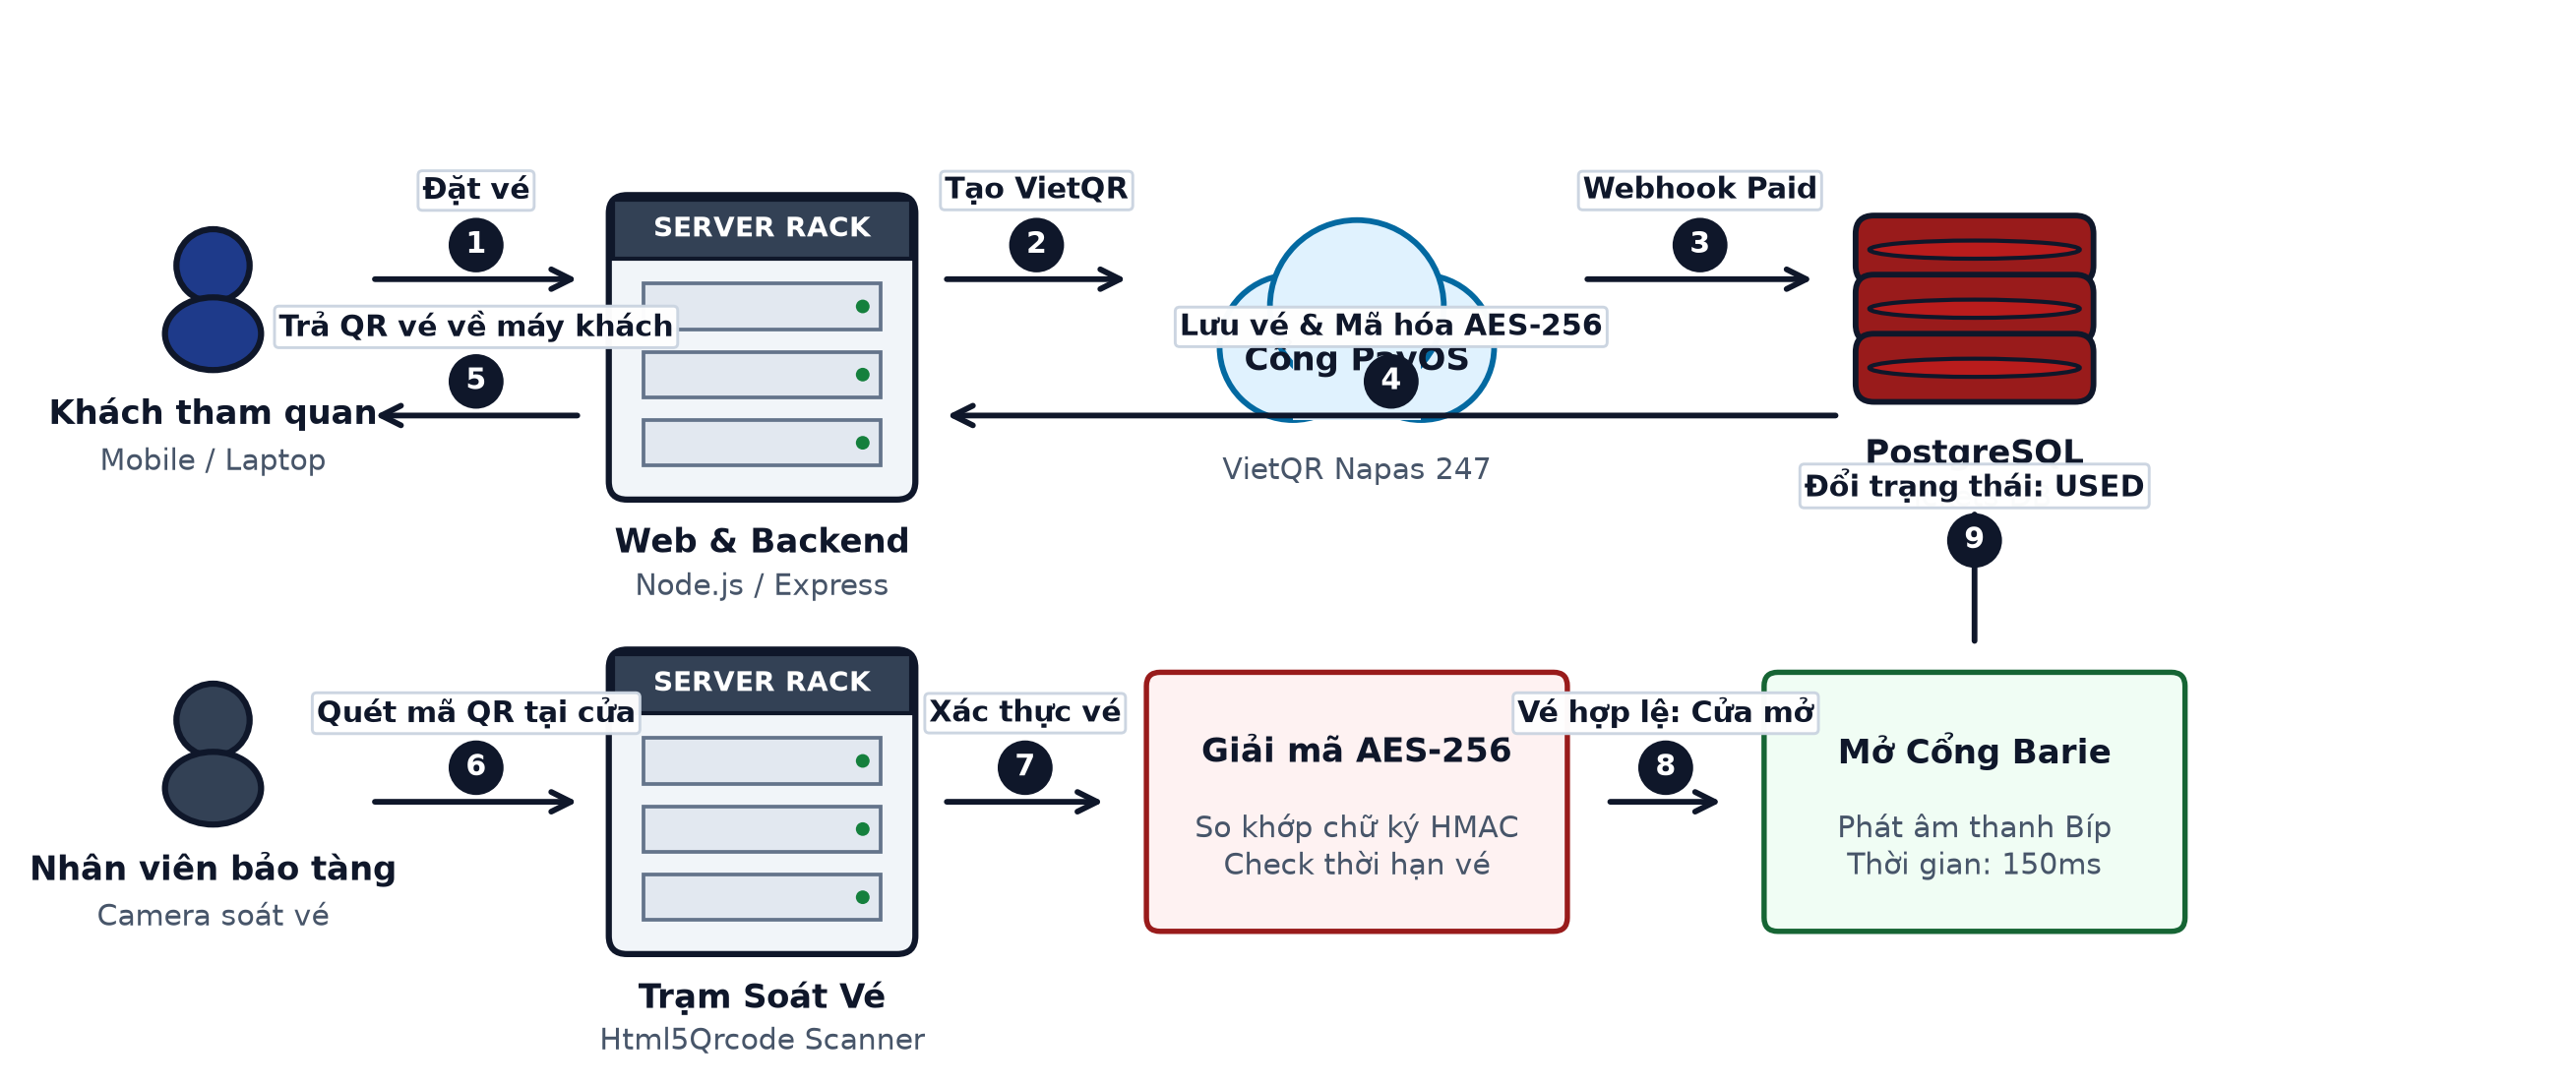 Đặt vé
1
Tạo VietQR
2
Webhook Paid
3
SERVER RACK
Trả QR vé về máy khách
5
Lưu vé & Mã hóa AES-256
Cổng PayOS
4
Khách tham quan
Mobile / Laptop
VietQR Napas 247
PostgreSQL
Đổi trạng thái: USED
9
Web & Backend
Node.js / Express
SERVER RACK
Quét mã QR tại cửa
6
Xác thực vé
7
Vé hợp lệ: Cửa mở
8
Giải mã AES-256
So khớp chữ ký HMAC
Check thời hạn vé
Mở Cổng Barie
Phát âm thanh Bíp
Thời gian: 150ms
Nhân viên bảo tàng
Camera soát vé
Trạm Soát Vé
Html5Qrcode Scanner